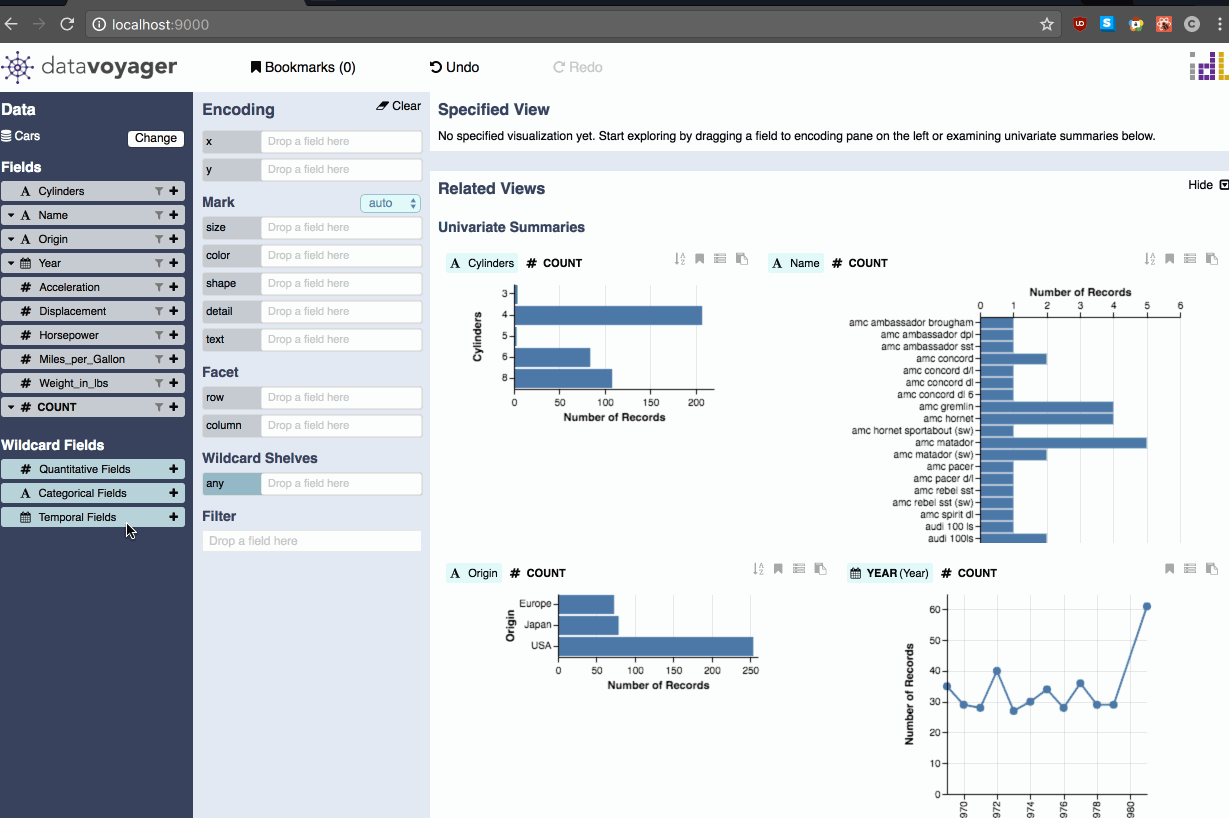 localhost:9000
datavoyager
Bookmarks (0)
Undo
Redo
Data
Cars
Change
Fields
A Cylinders
A Name
A Origin
Year
# Acceleration
# Displacement
# Horsepower
# Miles_per_Gallon
# Weight_in_lbs
# COUNT
Wildcard Fields
# Quantitative Fields
A Categorical Fields
Temporal Fields
Encoding
Clear
x Drop a field here
y Drop a field here
Mark
auto
size Drop a field here
color Drop a field here
shape Drop a field here
detail Drop a field here
text Drop a field here
Facet
row Drop a field here
column Drop a field here
Wildcard Shelves
any Drop a field here
Filter
Drop a field here
Specified View
No specified visualization yet. Start exploring by dragging a field to encoding pane on the left or examining univariate summaries below.
Related Views
Hide
Univariate Summaries
A Cylinders # COUNT
Cylinders
3
4
5
6
8
0 50 100 150 200
Number of Records
A Name # COUNT
Number of Records
0 1 2 3 4 5 6
amc ambassador brougham
amc ambassador dpl
amc ambassador sst
amc concord
amc concord d/l
amc concord dl
amc concord dl 6
amc gremlin
amc hornet
amc hornet sportabout (sw)
amc matador
amc matador (sw)
amc pacer
amc pacer d/l
amc rebel sst
amc rebel sst (sw)
amc spirit dl
audi 100 ls
audi 100ls
A Origin # COUNT
Origin
Europe
Japan
USA
0 50 100 150 200 250
Number of Records
YEAR (Year) # COUNT
Number of Records
60
50
40
30
20
10
0
970 972 974 976 978 980